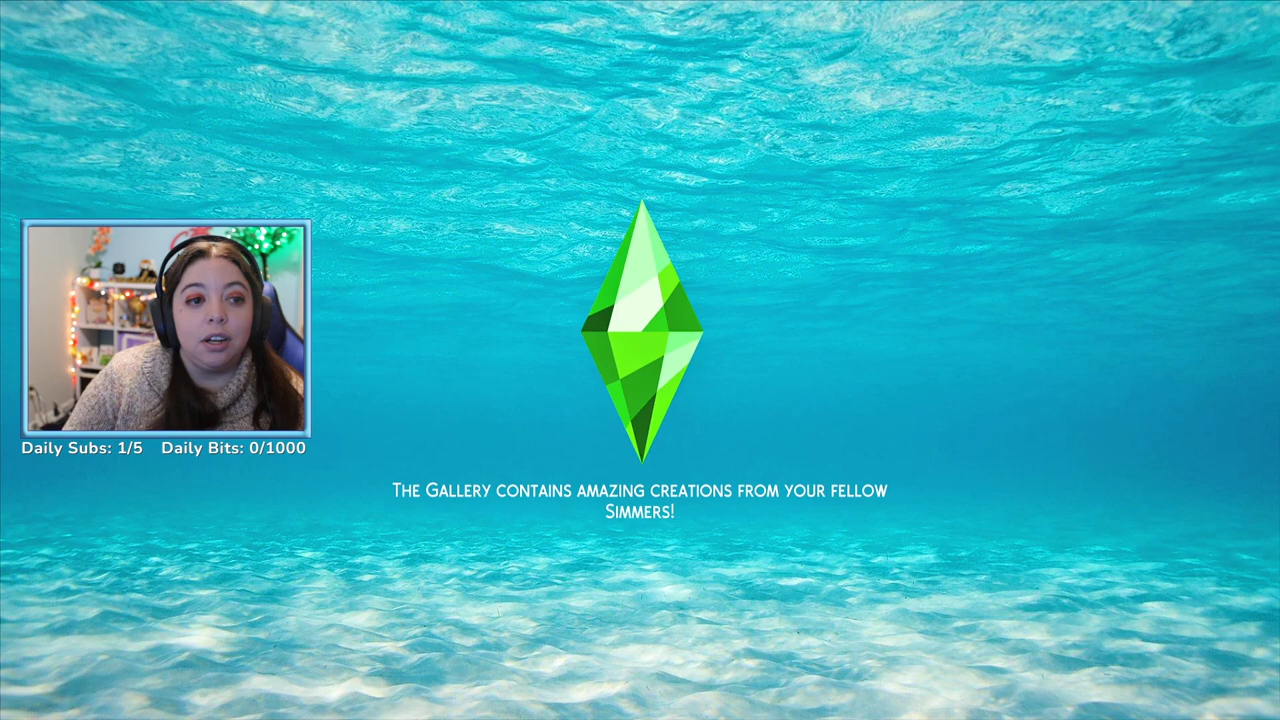 Daily Subs: 1/5 Daily Bits: 0/1000
The Gallery contains amazing creations from your fellow
Simmers!